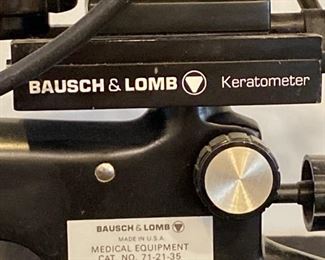 BAUSCH & LOMB Keratometer
BAUSCH & LOMB
MADE IN U.S.A.
MEDICAL EQUIPMENT
CAT. NO. 71-21-35